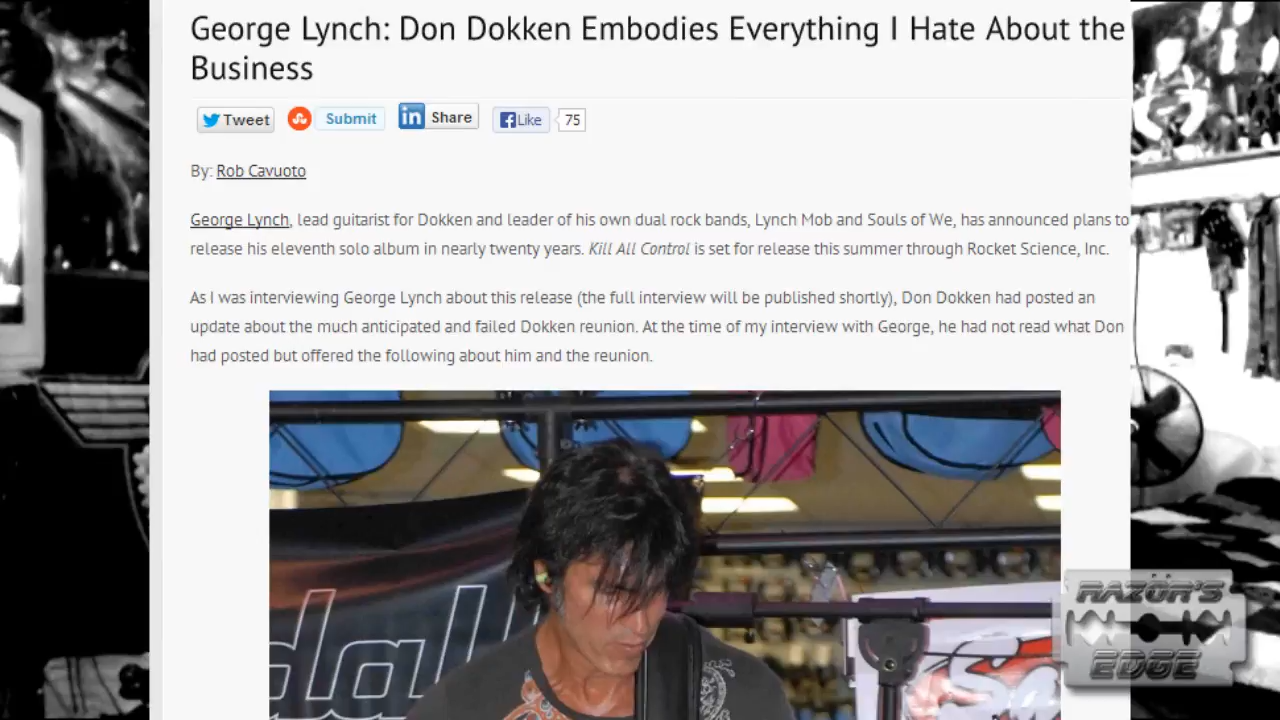 George Lynch: Don Dokken Embodies Everything I Hate About the
Business
Tweet
Submit
in Share
Like
75
By: Rob Cavuoto
George Lynch, lead guitarist for Dokken and leader of his own dual rock bands, Lynch Mob and Souls of We, has announced plans to
release his eleventh solo album in nearly twenty years. Kill All Control is set for release this summer through Rocket Science, Inc.
As I was interviewing George Lynch about this release (the full interview will be published shortly), Don Dokken had posted an
update about the much anticipated and failed Dokken reunion. At the time of my interview with George, he had not read what Don
had posted but offered the following about him and the reunion.
RAZOR'S
EDGE